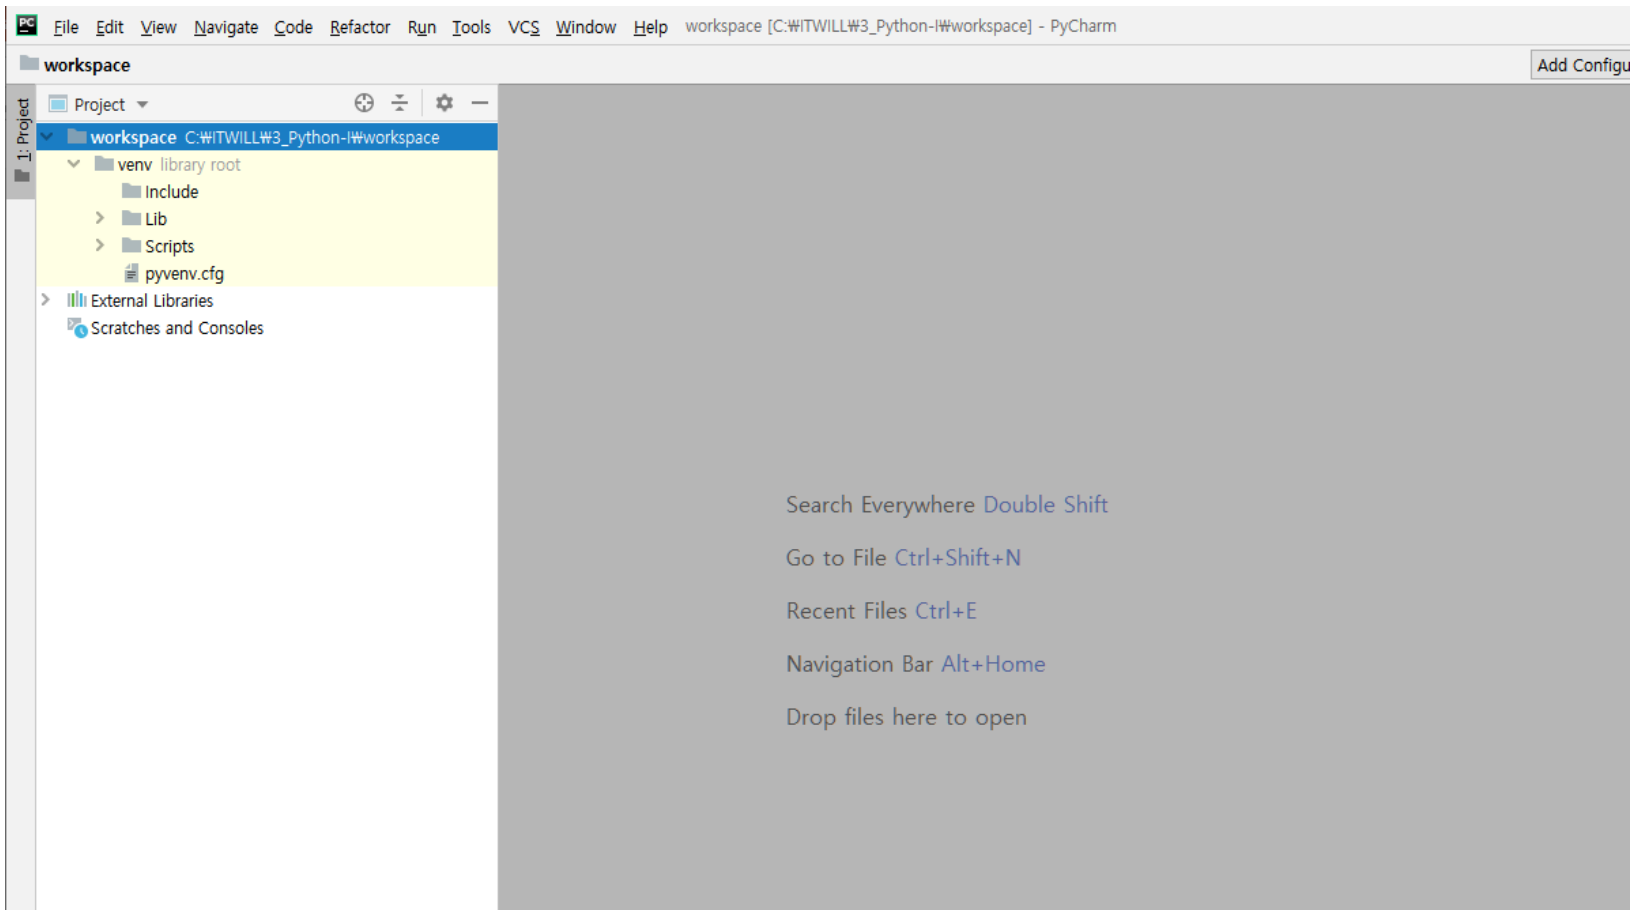 PC File Edit View Navigate Code Refactor Run Tools VCS Window Help workspace [C:₩ITWILL₩3_Python-I₩workspace] - PyCharm
workspace
Add Configu
1: Project
Project
workspace C:₩ITWILL₩3_Python-I₩workspace
venv library root
Include
Lib
Scripts
pyvenv.cfg
External Libraries
Scratches and Consoles
Search Everywhere Double Shift
Go to File Ctrl+Shift+N
Recent Files Ctrl+E
Navigation Bar Alt+Home
Drop files here to open